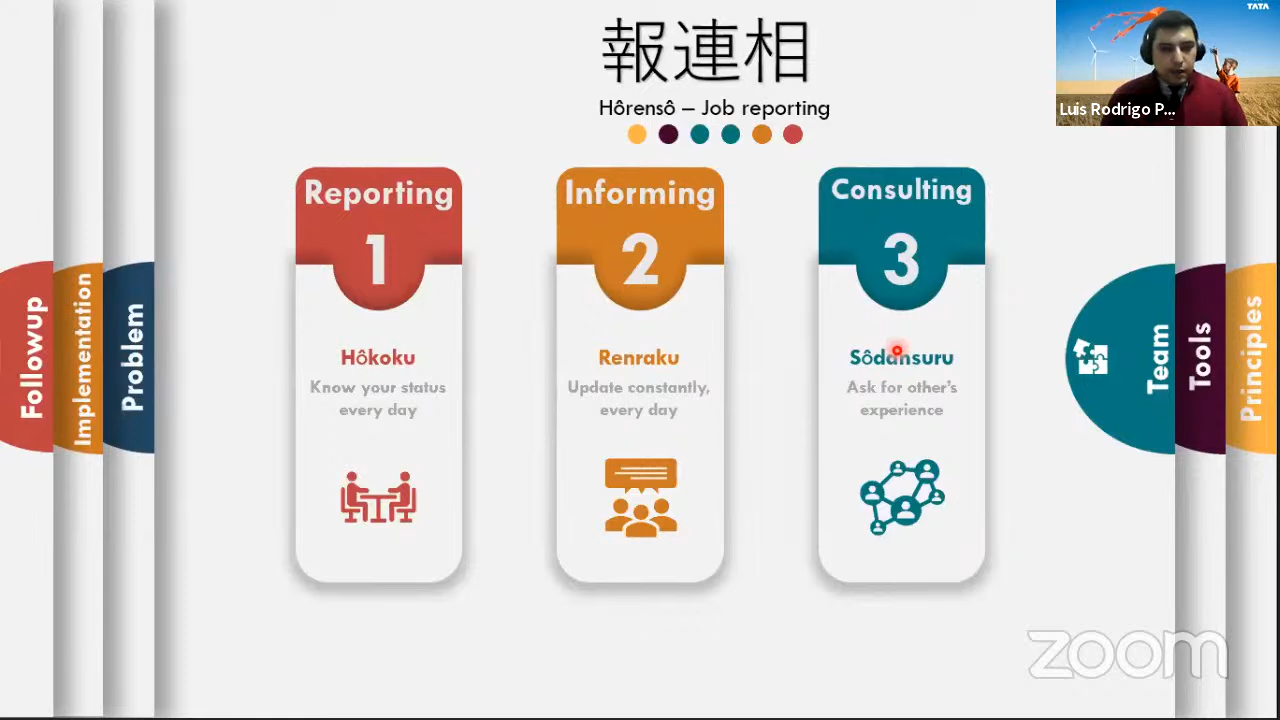 報連相
Hôrensô – Job reporting
TATA
Luis Rodrigo P...
Reporting
1
Hôkoku
Know your status
every day
Informing
2
Renraku
Update constantly,
every day
Consulting
3
Sôdansuru
Ask for other's
experience
Followup
Implementation
Problem
Team
Tools
Principles
zoom